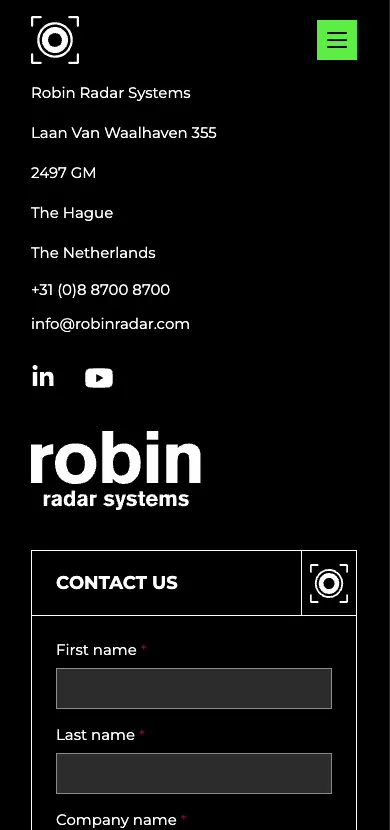 Robin Radar Systems
Laan Van Waalhaven 355
2497 GM
The Hague
The Netherlands
+31 (0)8 8700 8700
info@robinradar.com
in
robin
radar systems
CONTACT US
First name *
Last name *
Company name *